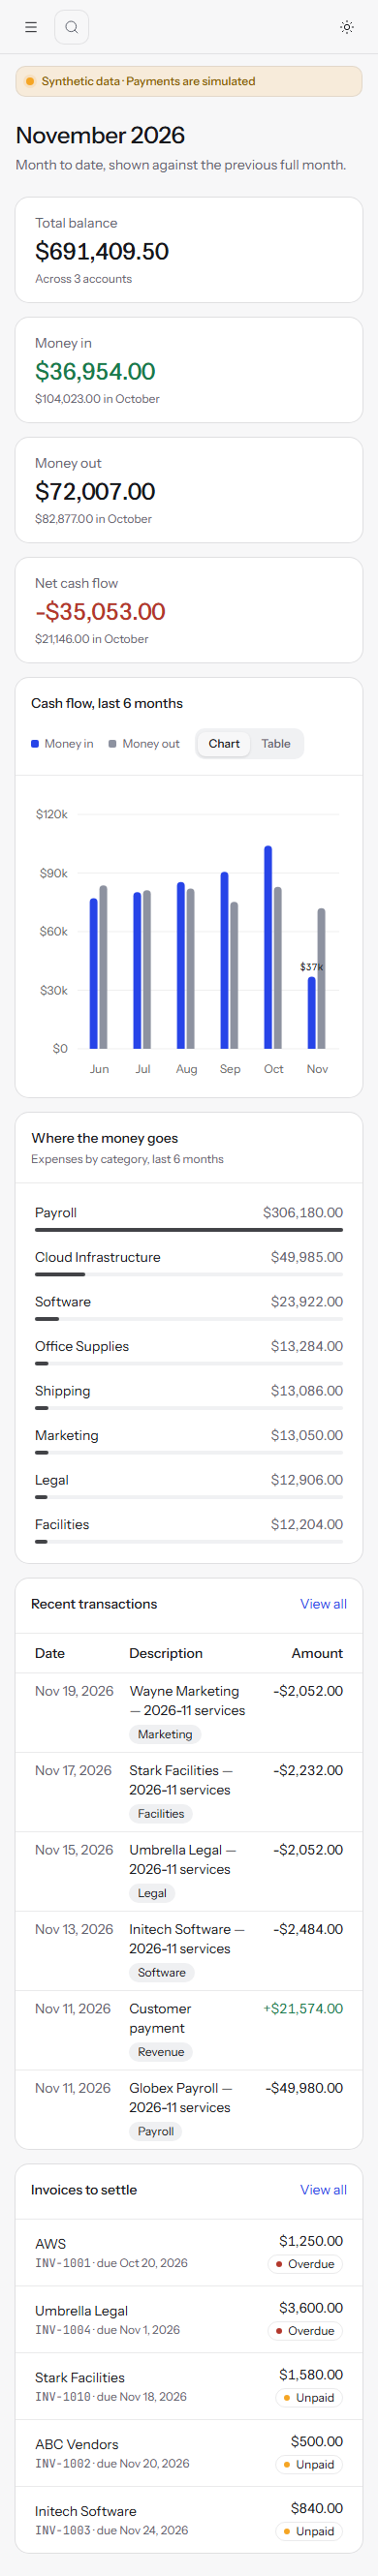 Synthetic data · Payments are simulated
November 2026
Month to date, shown against the previous full month.
Total balance
$691,409.50
Across 3 accounts
Money in
$36,954.00
$104,023.00 in October
Money out
$72,007.00
$82,877.00 in October
Net cash flow
-$35,053.00
$21,146.00 in October
Cash flow, last 6 months
Money in Money out Chart Table
$120k
$90k
$60k
$37k
$30k
$0
Jun Jul Aug Sep Oct Nov
Where the money goes
Expenses by category, last 6 months
Payroll $306,180.00
Cloud Infrastructure $49,985.00
Software $23,922.00
Office Supplies $13,284.00
Shipping $13,086.00
Marketing $13,050.00
Legal $12,906.00
Facilities $12,204.00
Recent transactions View all
Date Description Amount
Nov 19, 2026 Wayne Marketing -$2,052.00
— 2026-11 services
Marketing
Nov 17, 2026 Stark Facilities — -$2,232.00
2026-11 services
Facilities
Nov 15, 2026 Umbrella Legal — -$2,052.00
2026-11 services
Legal
Nov 13, 2026 Initech Software — -$2,484.00
2026-11 services
Software
Nov 11, 2026 Customer +$21,574.00
payment
Revenue
Nov 11, 2026 Globex Payroll — -$49,980.00
2026-11 services
Payroll
Invoices to settle View all
AWS $1,250.00
INV-1001 · due Oct 20, 2026 Overdue
Umbrella Legal $3,600.00
INV-1004 · due Nov 1, 2026 Overdue
Stark Facilities $1,580.00
INV-1010 · due Nov 18, 2026 Unpaid
ABC Vendors $500.00
INV-1002 · due Nov 20, 2026 Unpaid
Initech Software $840.00
INV-1003 · due Nov 24, 2026 Unpaid